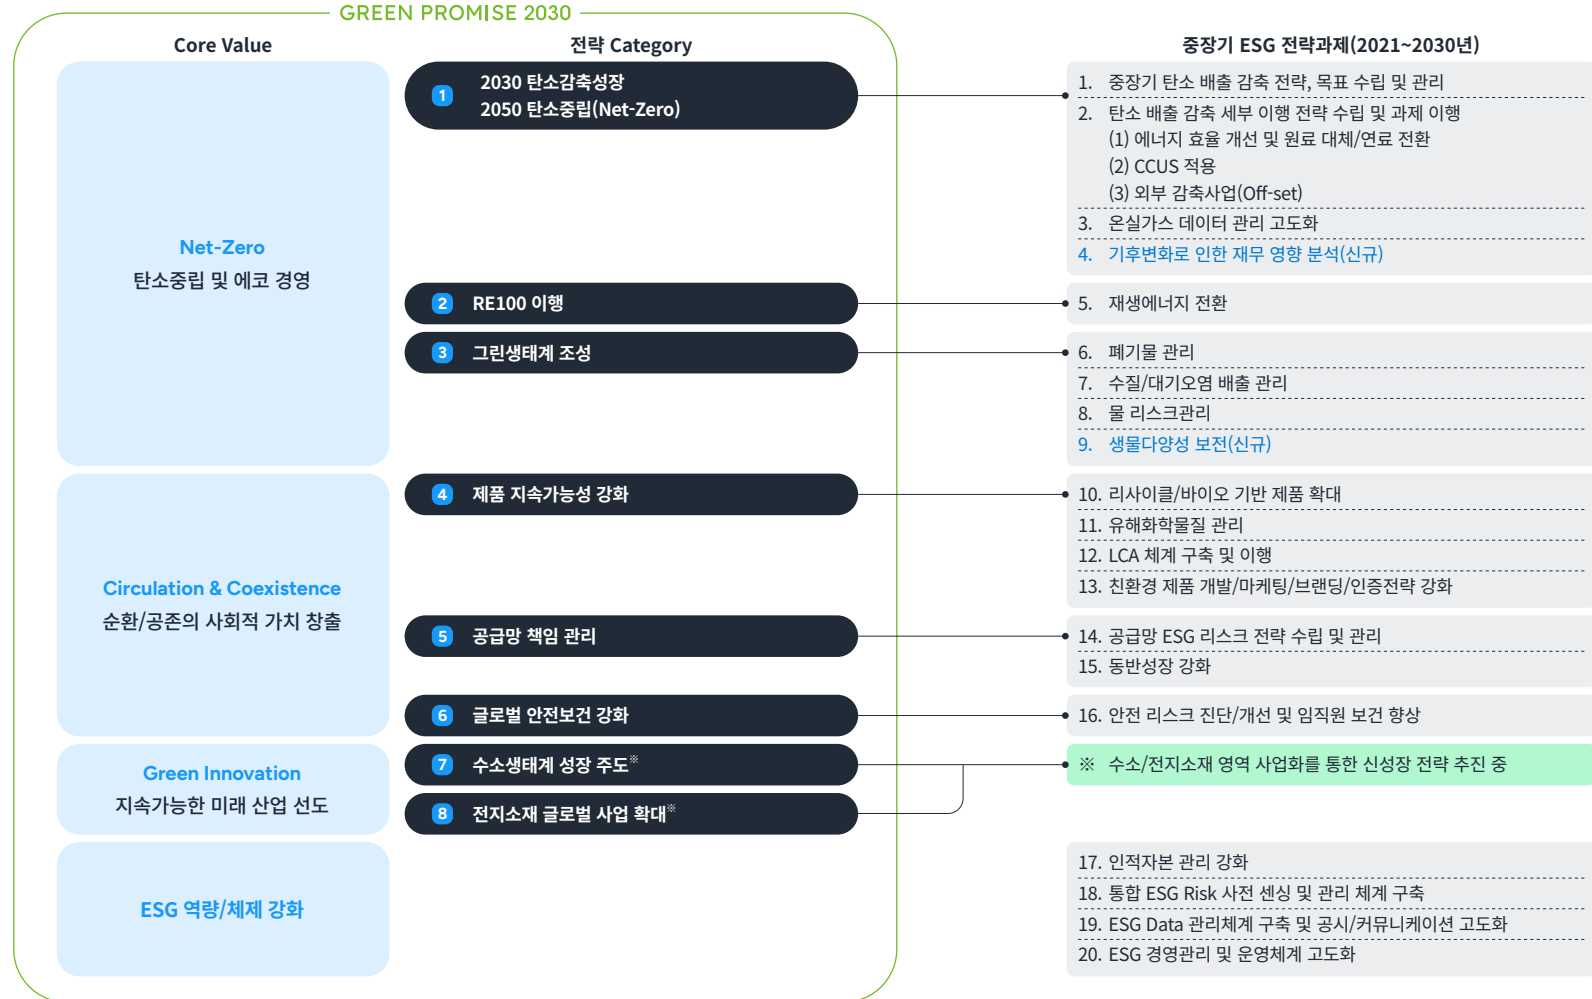 GREEN PROMISE 2030
Core Value
전략 Category
중장기 ESG 전략과제(2021~2030년)
Net-Zero
탄소중립 및 에코 경영
1
2030 탄소감축성장
2050 탄소중립(Net-Zero)
1. 중장기 탄소 배출 감축 전략, 목표 수립 및 관리
2. 탄소 배출 감축 세부 이행 전략 수립 및 과제 이행
(1) 에너지 효율 개선 및 원료 대체/연료 전환
(2) CCUS 적용
(3) 외부 감축사업(Off-set)
3. 온실가스 데이터 관리 고도화
4. 기후변화로 인한 재무 영향 분석(신규)
2 RE100 이행
5. 재생에너지 전환
3 그린생태계 조성
6. 폐기물 관리
7. 수질/대기오염 배출 관리
8. 물 리스크관리
9. 생물다양성 보전(신규)
Circulation & Coexistence
순환/공존의 사회적 가치 창출
4 제품 지속가능성 강화
10. 리사이클/바이오 기반 제품 확대
11. 유해화학물질 관리
12. LCA 체계 구축 및 이행
13. 친환경 제품 개발/마케팅/브랜딩/인증전략 강화
5 공급망 책임 관리
14. 공급망 ESG 리스크 전략 수립 및 관리
15. 동반성장 강화
6 글로벌 안전보건 강화
16. 안전 리스크 진단/개선 및 임직원 보건 향상
Green Innovation
지속가능한 미래 산업 선도
7 수소생태계 성장 주도※
8 전지소재 글로벌 사업 확대※
※ 수소/전지소재 영역 사업화를 통한 신성장 전략 추진 중
ESG 역량/체제 강화
17. 인적자본 관리 강화
18. 통합 ESG Risk 사전 센싱 및 관리 체계 구축
19. ESG Data 관리체계 구축 및 공시/커뮤니케이션 고도화
20. ESG 경영관리 및 운영체계 고도화